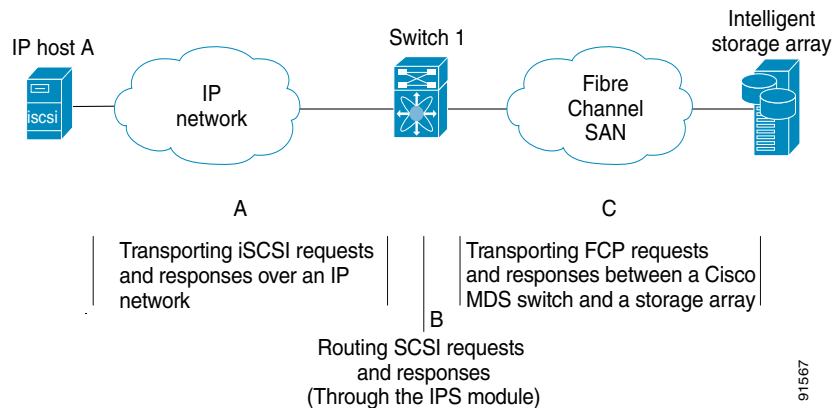 IP host A
Switch 1
Intelligent
storage array
iscsi
IP
network
Fibre
Channel
SAN
A
C
Transporting iSCSI requests
and responses over an IP
network
Transporting FCP requests
and responses between a Cisco
MDS switch and a storage array
B
Routing SCSI requests
and responses
(Through the IPS module)
91567